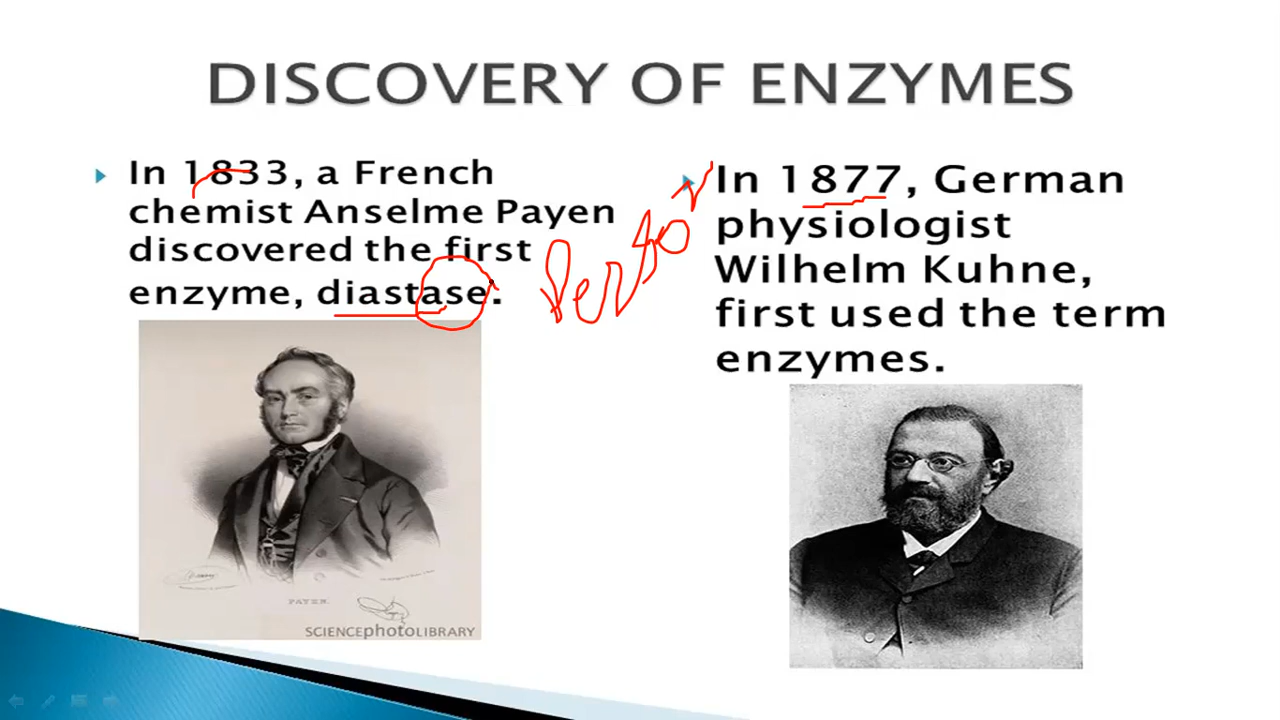 DISCOVERY OF ENZYMES
In 1833, a French
chemist Anselme Payen
discovered the first
enzyme, diastase.
PAYEN.
SCIENCEphotoLIBRARY
In 1877, German
physiologist
Wilhelm Kuhne,
first used the term
enzymes.